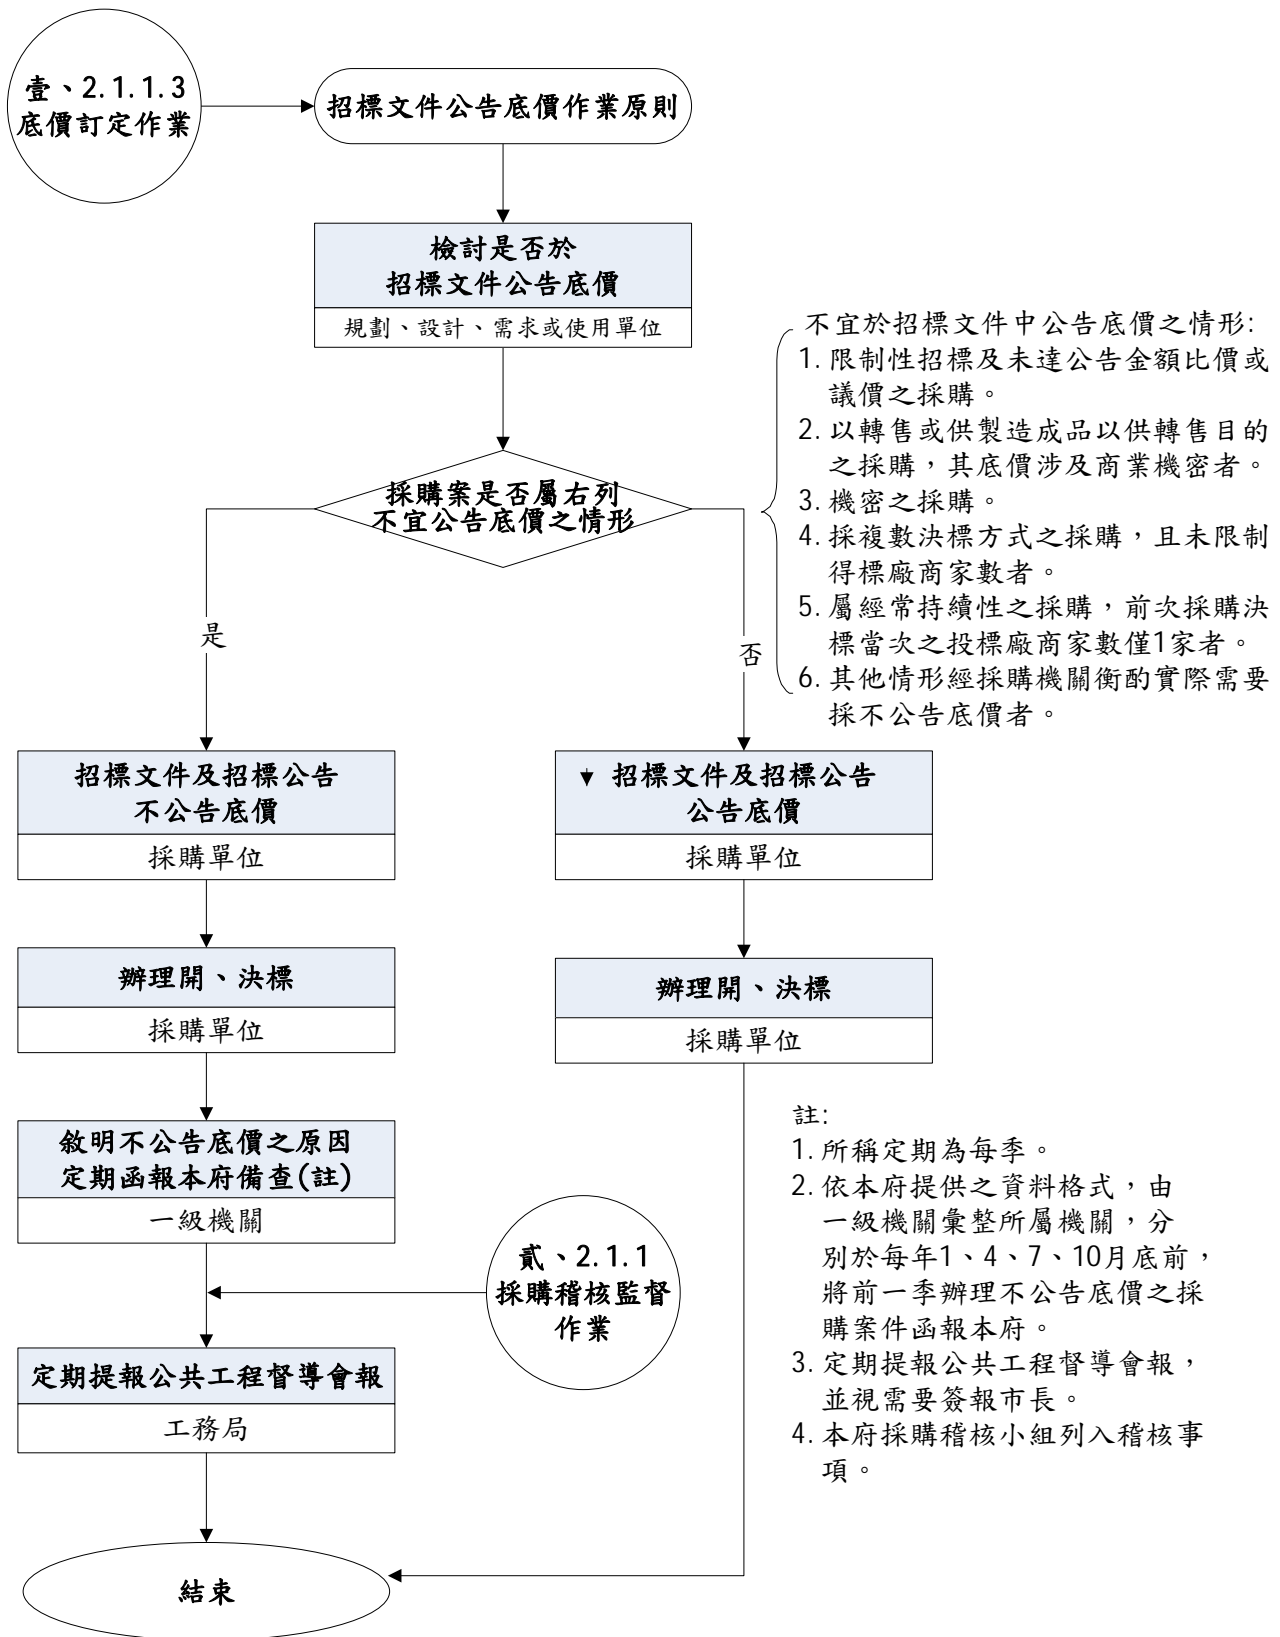 壹、2.1.1.3
底價訂定作業
招標文件公告底價作業原則
檢討是否於
招標文件公告底價
規劃、設計、需求或使用單位
採購案是否屬右列
不宜公告底價之情形
不宜於招標文件中公告底價之情形:
1. 限制性招標及未達公告金額比價或
議價之採購。
2. 以轉售或供製造成品以供轉售目的
之採購，其底價涉及商業機密者。
3. 機密之採購。
4. 採複數決標方式之採購，且未限制
得標廠商家數者。
5. 屬經常持續性之採購，前次採購決
標當次之投標廠商家數僅1家者。
6. 其他情形經採購機關衡酌實際需要
採不公告底價者。
是
否
招標文件及招標公告
不公告底價
採購單位
▼ 招標文件及招標公告
公告底價
採購單位
辦理開、決標
採購單位
辦理開、決標
採購單位
敘明不公告底價之原因
定期函報本府備查(註)
一級機關
貳、2.1.1
採購稽核監督
作業
定期提報公共工程督導會報
工務局
註:
1. 所稱定期為每季。
2. 依本府提供之資料格式，由
一級機關彙整所屬機關，分
別於每年1、4、7、10月底前，
將前一季辦理不公告底價之採
購案件函報本府。
3. 定期提報公共工程督導會報，
並視需要簽報市長。
4. 本府採購稽核小組列入稽核事
項。
結束